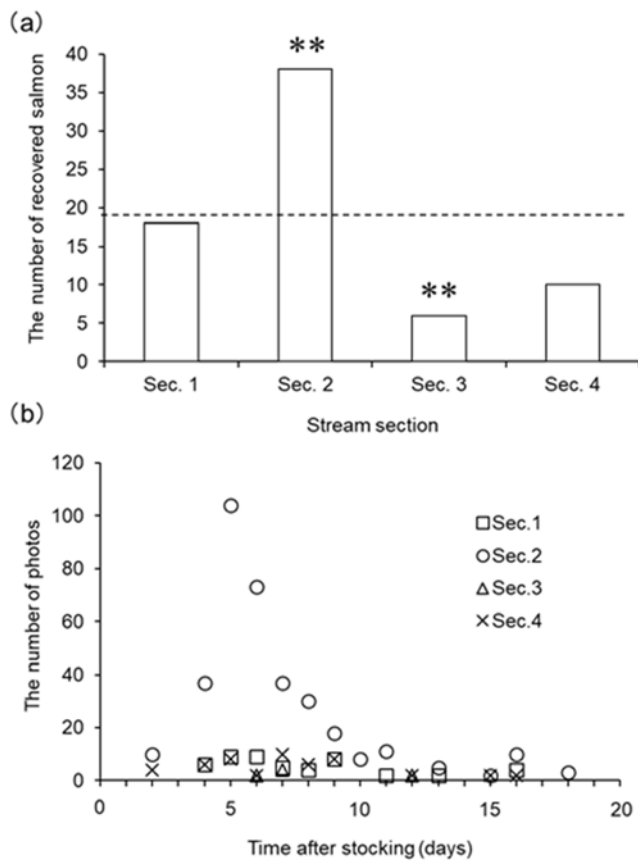 (a)
The number of recovered salmon
40
35
30
25
20
15
10
5
0
**
**
Sec. 1 Sec. 2 Sec. 3 Sec. 4
Stream section
(b)
The number of photos
120
100
80
60
40
20
0
Sec.1
Sec.2
Sec.3
Sec.4
0 5 10 15 20
Time after stocking (days)